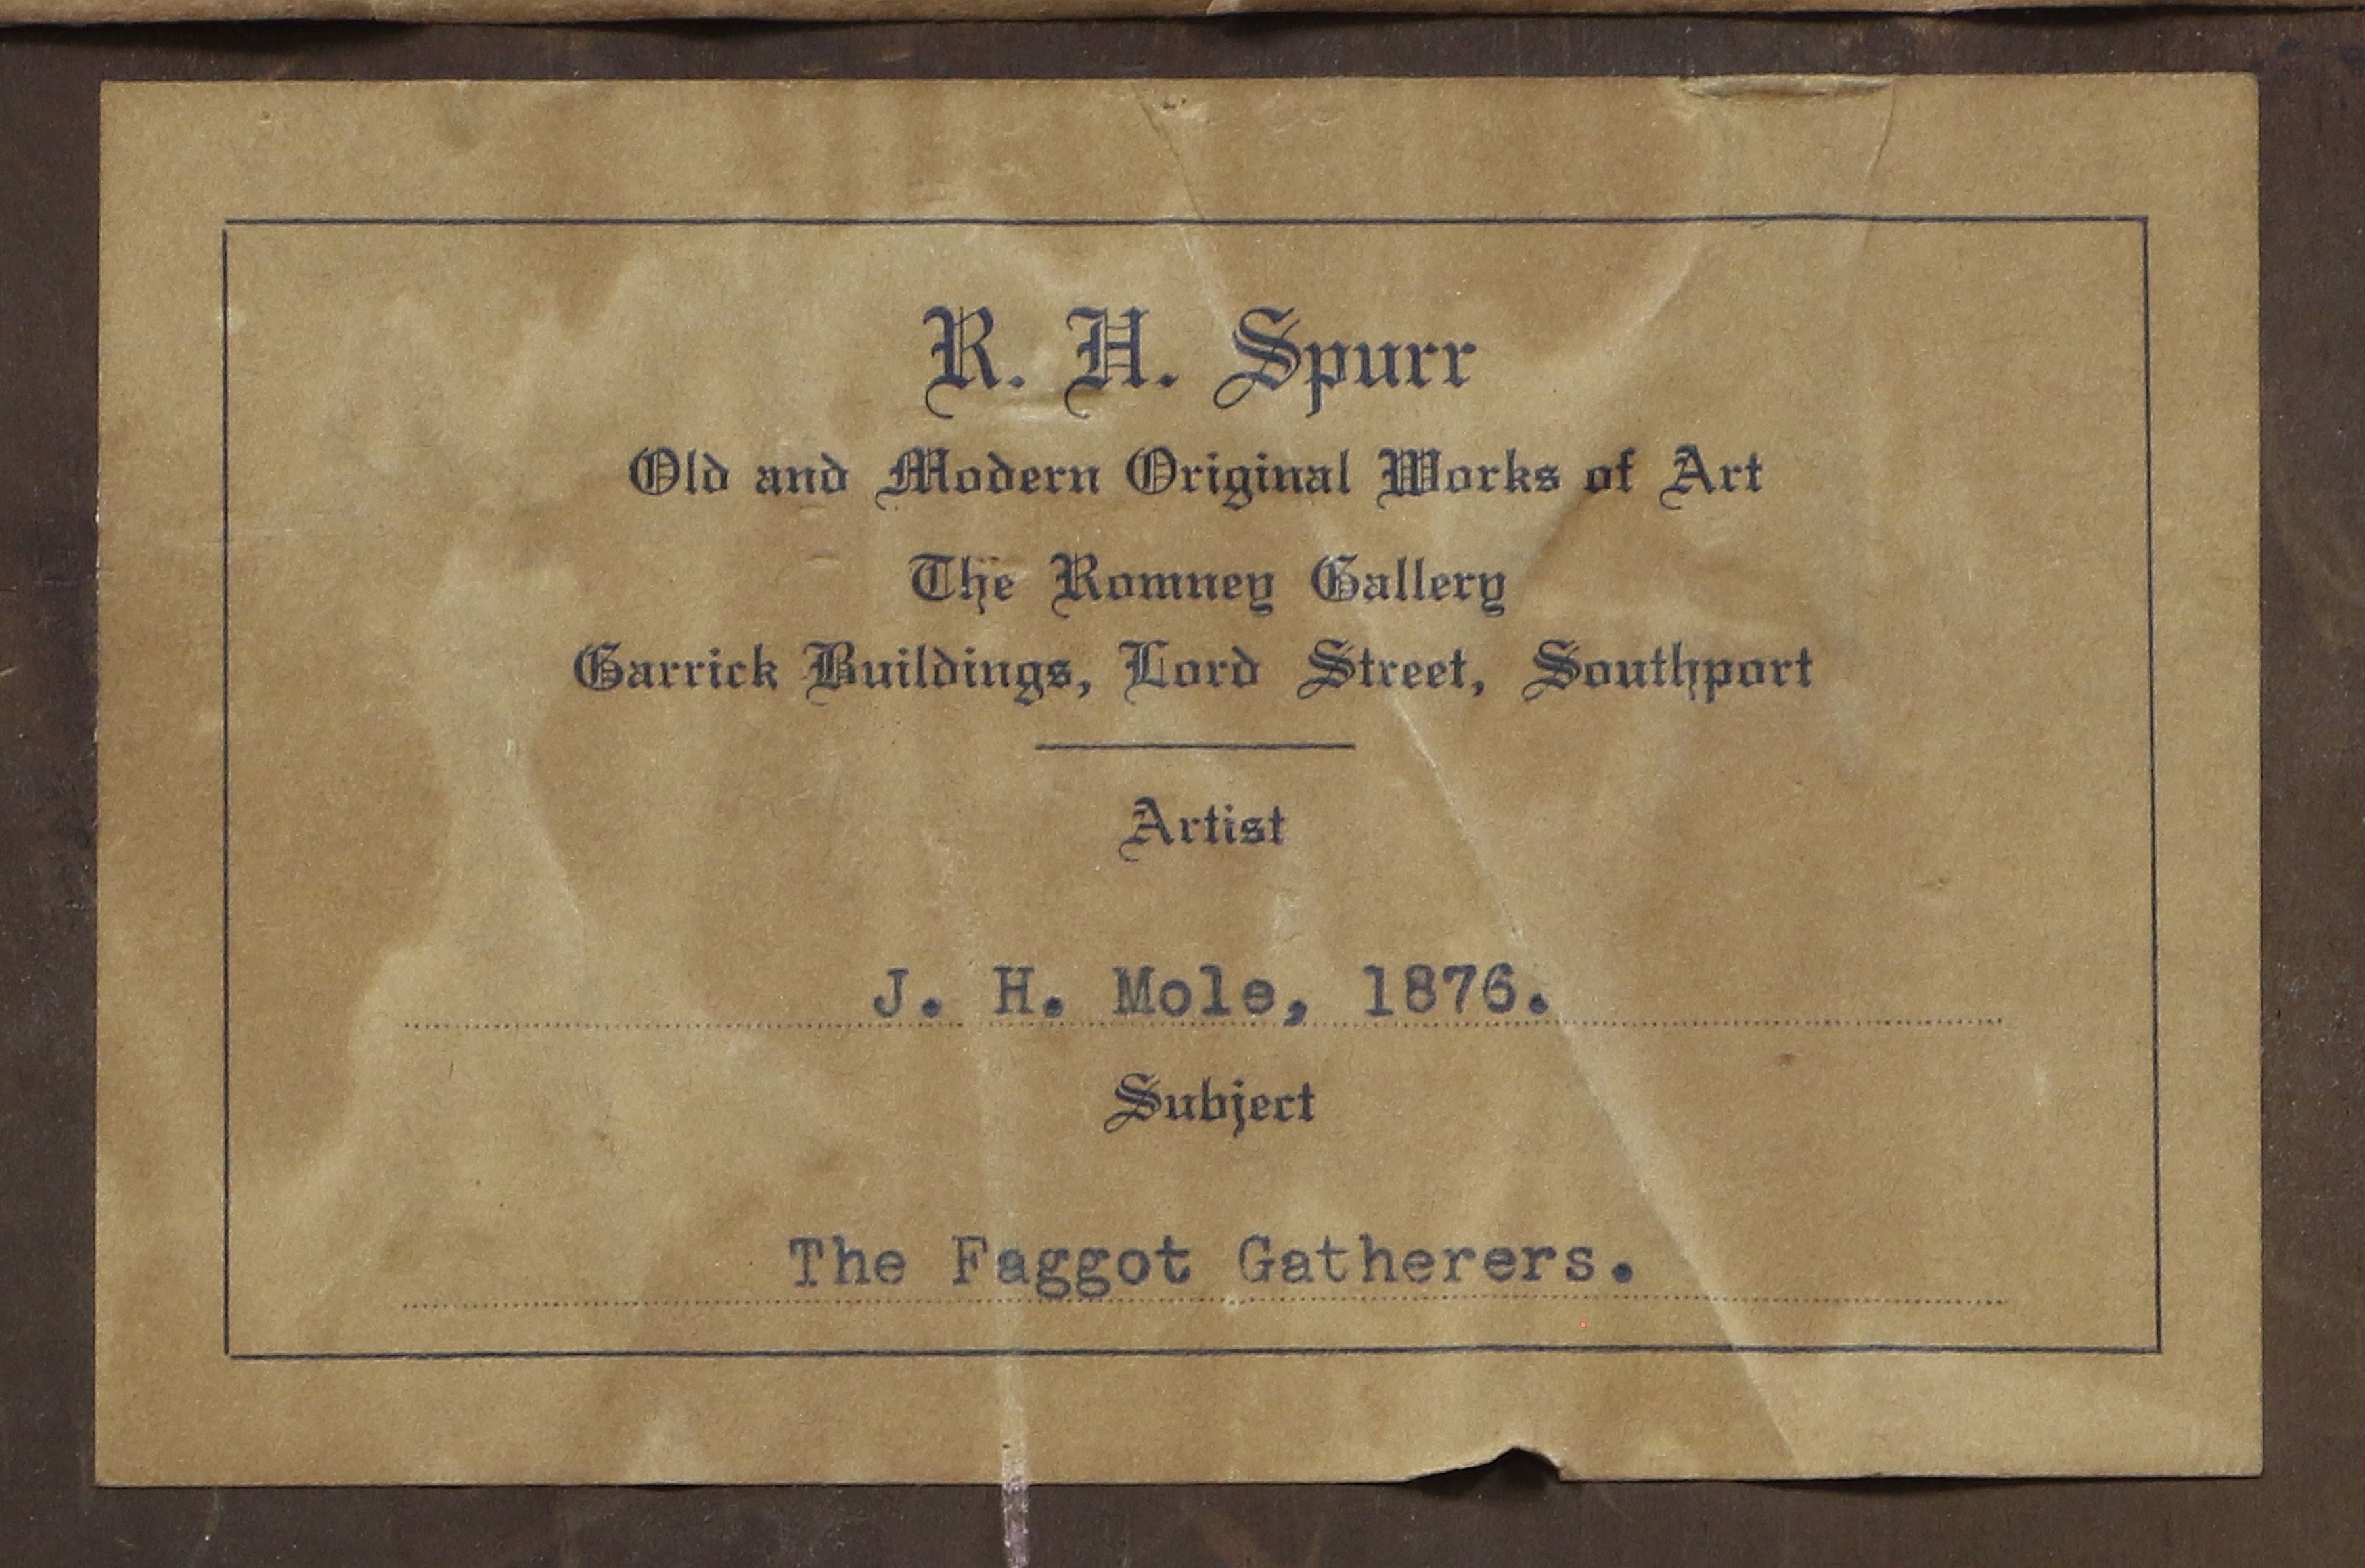 R. H. Spurr
Old and Modern Original Works of Art
The Romney Gallery
Garrick Buildings, Lord Street, Southport
Artist
J. H. Mole, 1876.
Subject
The Faggot Gatherers.